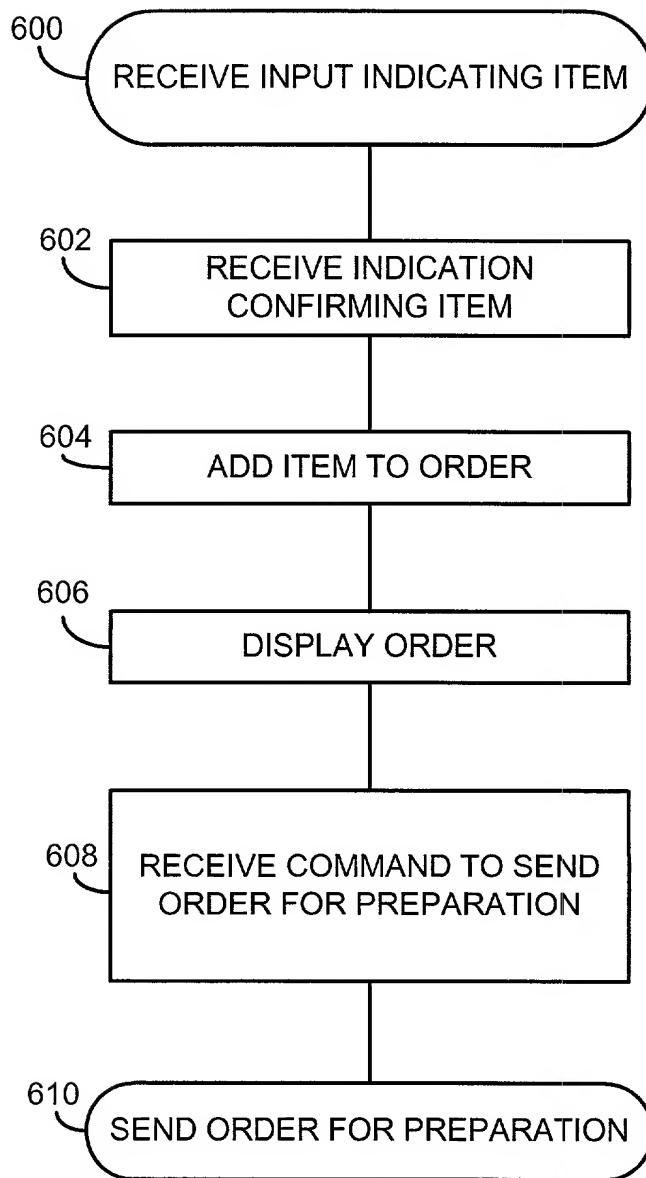 600
RECEIVE INPUT INDICATING ITEM
602
RECEIVE INDICATION
CONFIRMING ITEM
604
ADD ITEM TO ORDER
606
DISPLAY ORDER
608
RECEIVE COMMAND TO SEND
ORDER FOR PREPARATION
610
SEND ORDER FOR PREPARATION